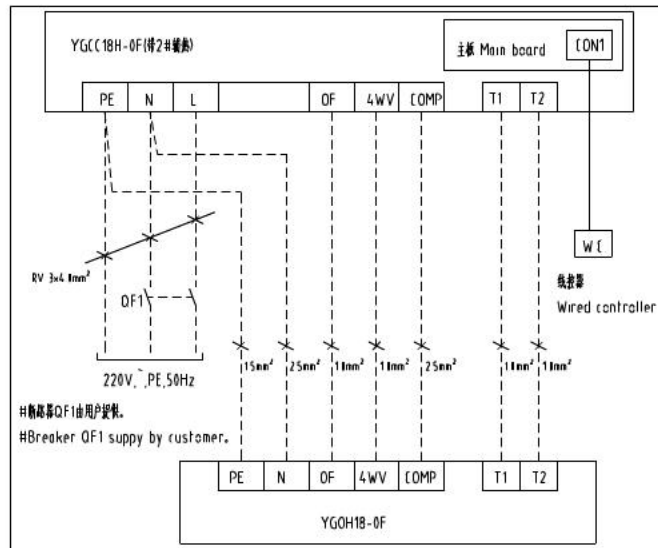 YGCC18H-0F(带2#辅热)
主板 Main board
CON1
PE N L OF 4WV COMP T1 T2
WC
RV 3×4.0mm²
线控器
Wired controller
QF1
1.5mm² 2.5mm² 1.0mm² 1.0mm² 2.5mm² 1.0mm² 1.0mm²
220V,~,PE,50Hz
#断路器QF1由用户提供。
#Breaker QF1 suppy by customer。
PE N OF 4WV COMP T1 T2
YGOH18-0F